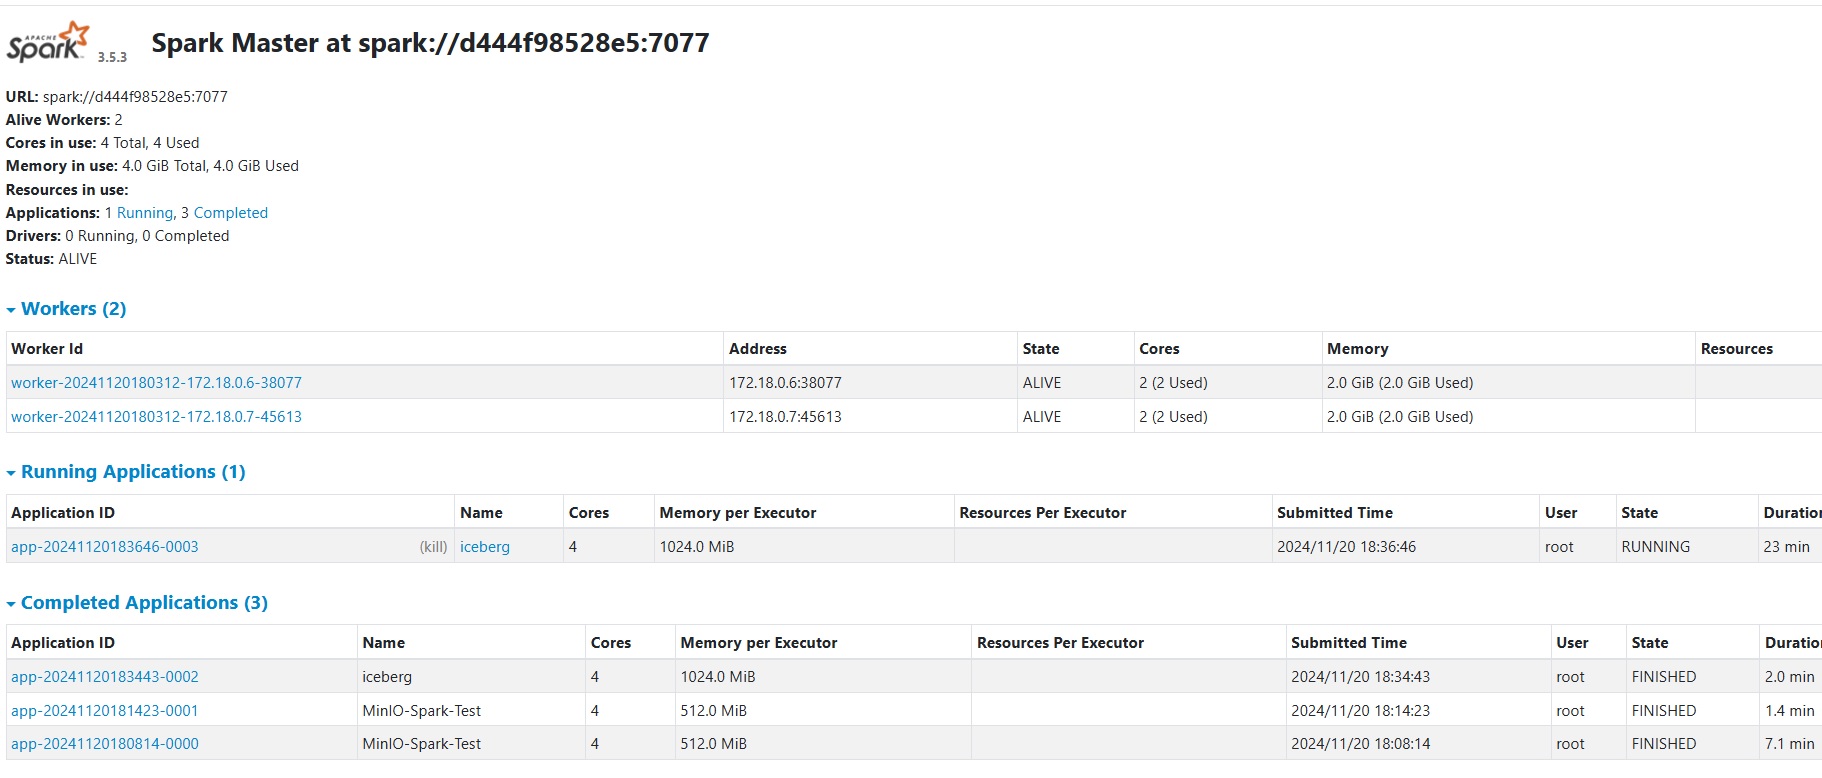 APACHE
Spark 3.5.3 Spark Master at spark://d444f98528e5:7077
URL: spark://d444f98528e5:7077
Alive Workers: 2
Cores in use: 4 Total, 4 Used
Memory in use: 4.0 GiB Total, 4.0 GiB Used
Resources in use:
Applications: 1 Running, 3 Completed
Drivers: 0 Running, 0 Completed
Status: ALIVE
Workers (2)
Worker Id Address State Cores Memory Resources
worker-20241120180312-172.18.0.6-38077 172.18.0.6:38077 ALIVE 2 (2 Used) 2.0 GiB (2.0 GiB Used)
worker-20241120180312-172.18.0.7-45613 172.18.0.7:45613 ALIVE 2 (2 Used) 2.0 GiB (2.0 GiB Used)
Running Applications (1)
Application ID Name Cores Memory per Executor Resources Per Executor Submitted Time User State Duration
app-20241120183646-0003 (kill) iceberg 4 1024.0 MiB 2024/11/20 18:36:46 root RUNNING 23 min
Completed Applications (3)
Application ID Name Cores Memory per Executor Resources Per Executor Submitted Time User State Duration
app-20241120183443-0002 iceberg 4 1024.0 MiB 2024/11/20 18:34:43 root FINISHED 2.0 min
app-20241120181423-0001 MinIO-Spark-Test 4 512.0 MiB 2024/11/20 18:14:23 root FINISHED 1.4 min
app-20241120180814-0000 MinIO-Spark-Test 4 512.0 MiB 2024/11/20 18:08:14 root FINISHED 7.1 min